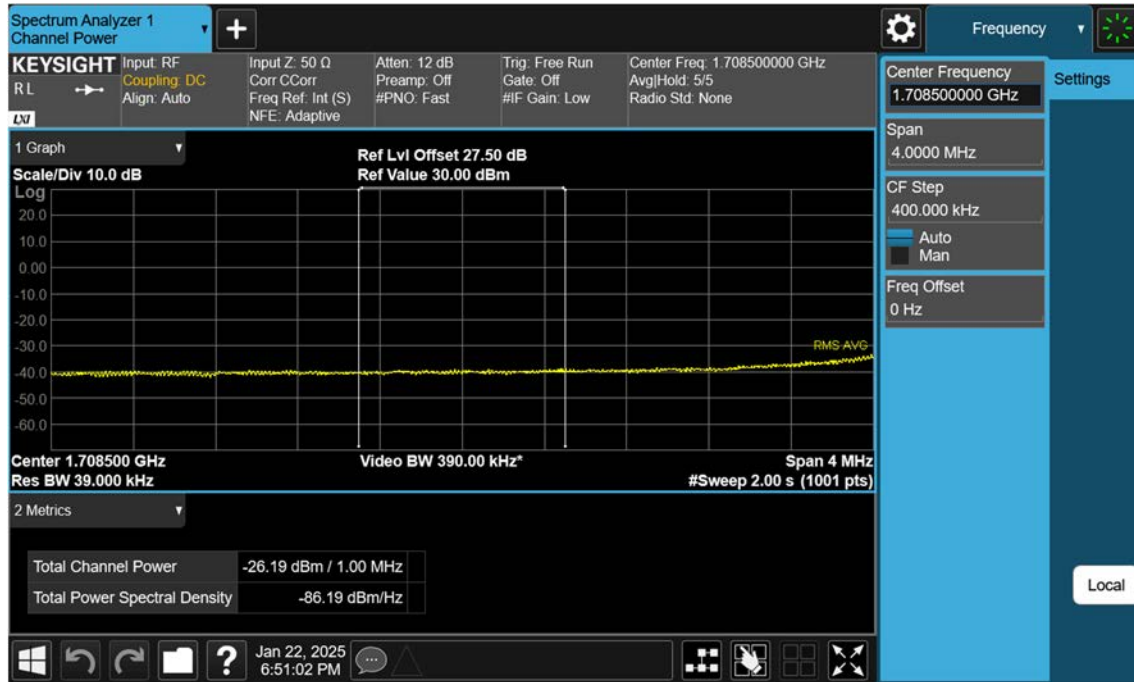 Spectrum Analyzer 1
Channel Power
Frequency
KEYSIGHT
R L
LXI
Input: RF
Coupling: DC
Align: Auto
Input Z: 50 Ω
Corr CCorr
Freq Ref: Int (S)
NFE: Adaptive
Atten: 12 dB
Preamp: Off
#PNO: Fast
Trig: Free Run
Gate: Off
#IF Gain: Low
Center Freq: 1.708500000 GHz
Avg|Hold: 5/5
Radio Std: None
Center Frequency
1.708500000 GHz
Settings
Span
4.0000 MHz
CF Step
400.000 kHz
Auto
Man
Freq Offset
0 Hz
1 Graph
Scale/Div 10.0 dB
Ref Lvl Offset 27.50 dB
Ref Value 30.00 dBm
Log
20.0
10.0
0.00
-10.0
-20.0
-30.0
RMS AVG
-40.0
-50.0
-60.0
Center 1.708500 GHz
Video BW 390.00 kHz*
Span 4 MHz
Res BW 39.000 kHz
#Sweep 2.00 s (1001 pts)
2 Metrics
Total Channel Power -26.19 dBm / 1.00 MHz
Total Power Spectral Density -86.19 dBm/Hz
Local
?
Jan 22, 2025
6:51:02 PM